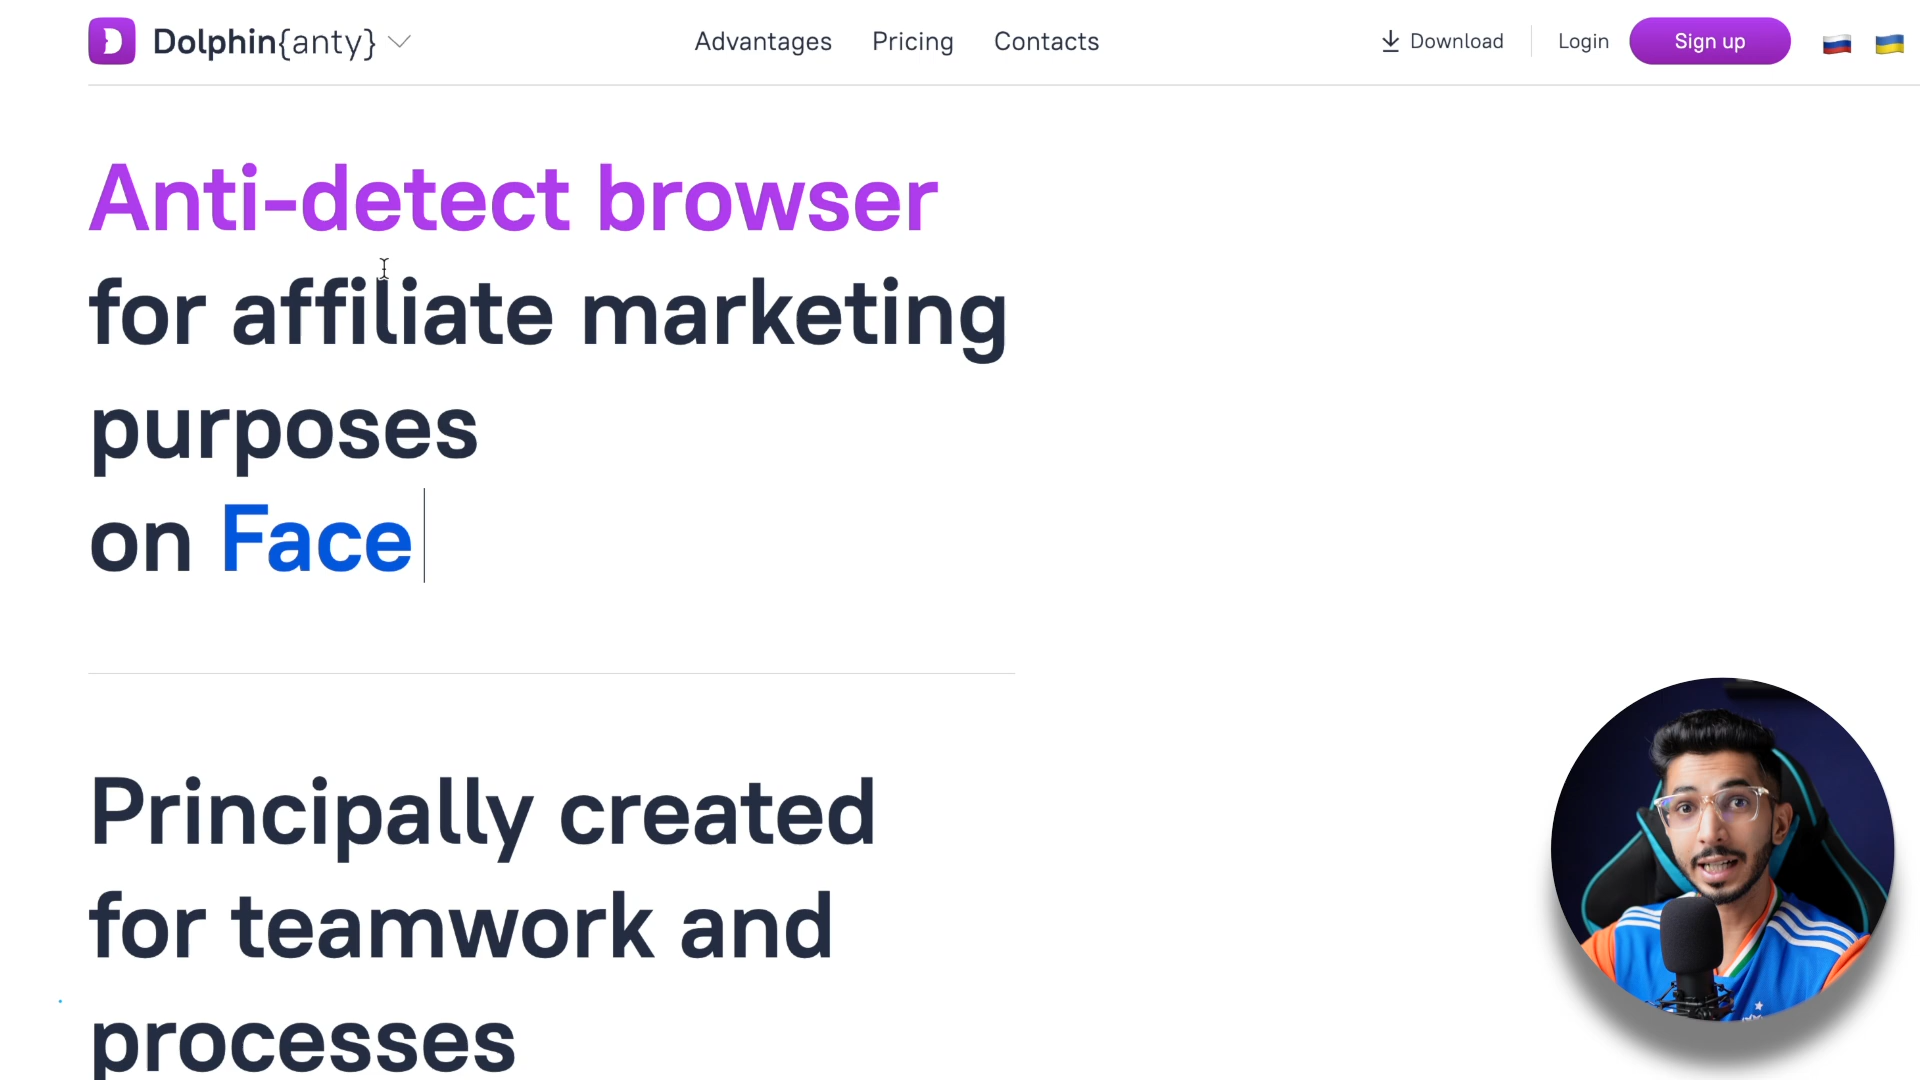 Dolphin{anty}
Advantages
Pricing
Contacts
Download
Login
Sign up
Anti-detect browser
for affiliate marketing
purposes
on Face
Principally created
for teamwork and
processes